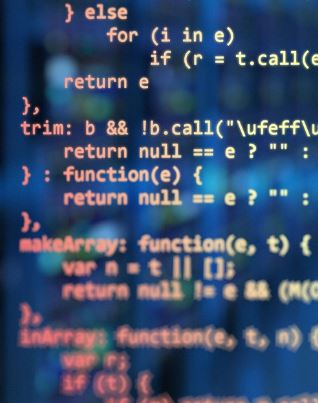 } else
for (i in e)
if (r = t.call(e
return e
},
trim: b && !b.call("\ufeff\u
return null == e ? "" :
} : function(e) {
return null == e ? "" :
},
makeArray: function(e, t) {
var n = t || [];
return null != e && (M(O
},
inArray: function(e, t, n) {
var r;
if (t) {